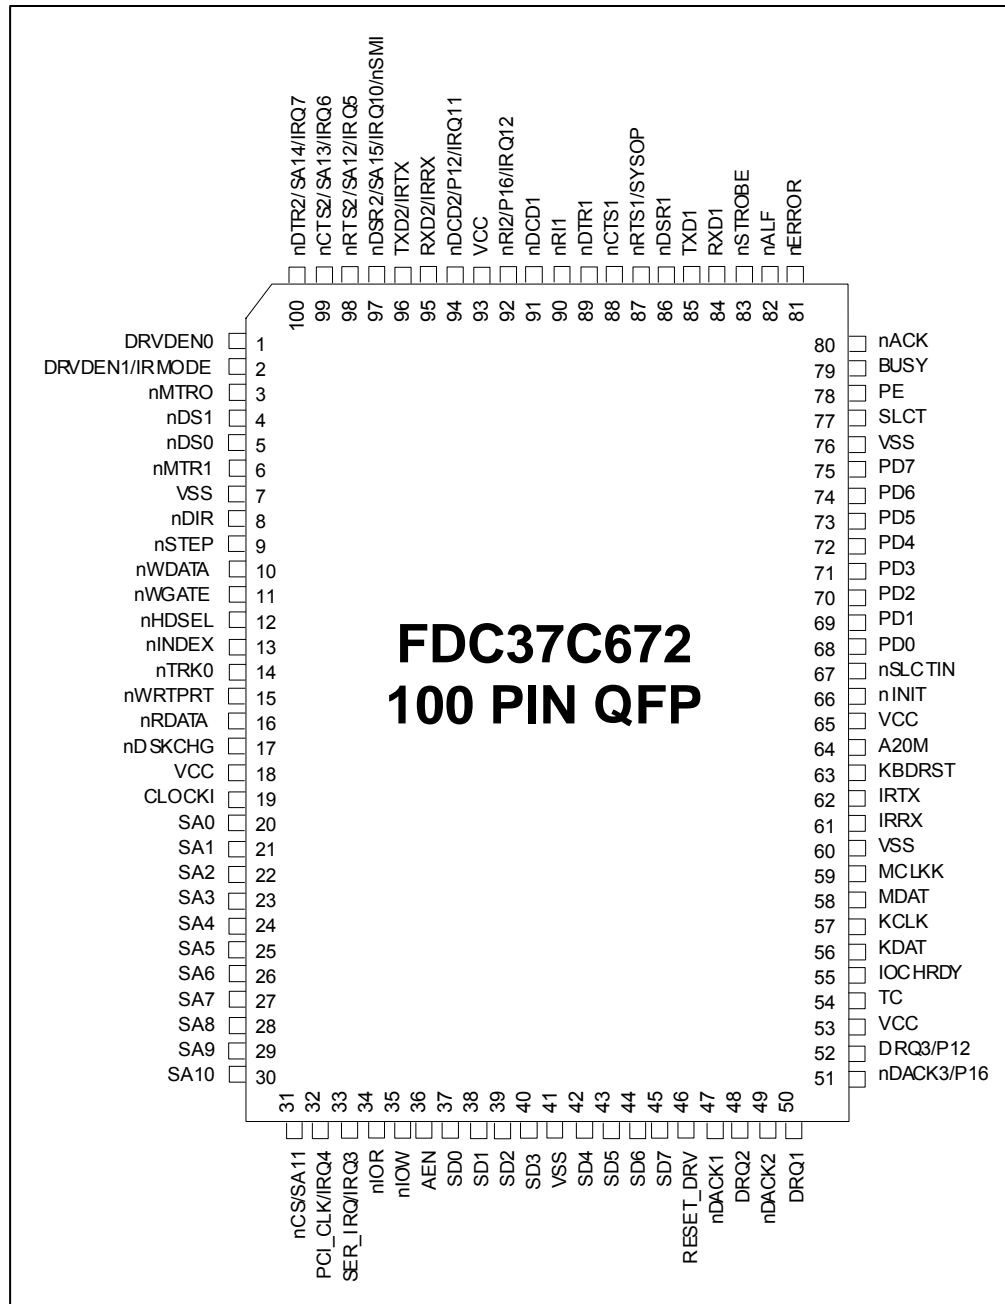 nDTR2/SA14/IRQ7
nCTS2/SA13/IRQ6
nRTS2/SA12/IRQ5
nDSR2/SA15/IRQ10/nSMI
TXD2/IRTX
RXD2/IRRX
nDCD2/P12/IRQ11
VCC
nRI2/P16/IRQ12
nDCD1
nRI1
nDTR1
nCTS1
nRTS1/SYSOP
nDSR1
TXD1
RXD1
nSTROBE
nALF
nERROR
100
99
98
97
96
95
94
93
92
91
90
89
88
87
86
85
84
83
82
81
DRVDEN0 1
DRVDEN1/IRMODE 2
nMTRO 3
nDS1 4
nDS0 5
nMTR1 6
VSS 7
nDIR 8
nSTEP 9
nWDATA 10
nWGATE 11
nHDSEL 12
nINDEX 13
nTRK0 14
nWRTPRT 15
nRDATA 16
nDSKCHG 17
VCC 18
CLOCKI 19
SA0 20
SA1 21
SA2 22
SA3 23
SA4 24
SA5 25
SA6 26
SA7 27
SA8 28
SA9 29
SA10 30
FDC37C672
100 PIN QFP
80 nACK
79 BUSY
78 PE
77 SLCT
76 VSS
75 PD7
74 PD6
73 PD5
72 PD4
71 PD3
70 PD2
69 PD1
68 PD0
67 nSLCTIN
66 nINIT
65 VCC
64 A20M
63 KBDRST
62 IRTX
61 IRRX
60 VSS
59 MCLKK
58 MDAT
57 KCLK
56 KDAT
55 IOCHRDY
54 TC
53 VCC
52 DRQ3/P12
51 nDACK3/P16
31
32
33
34
35
36
37
38
39
40
41
42
43
44
45
46
47
48
49
50
nCS/SA11
PCI_CLK/IRQ4
SER_IRQ/IRQ3
nIOR
nIOW
AEN
SD0
SD1
SD2
SD3
VSS
SD4
SD5
SD6
SD7
RESET_DRV
nDACK1
DRQ2
nDACK2
DRQ1